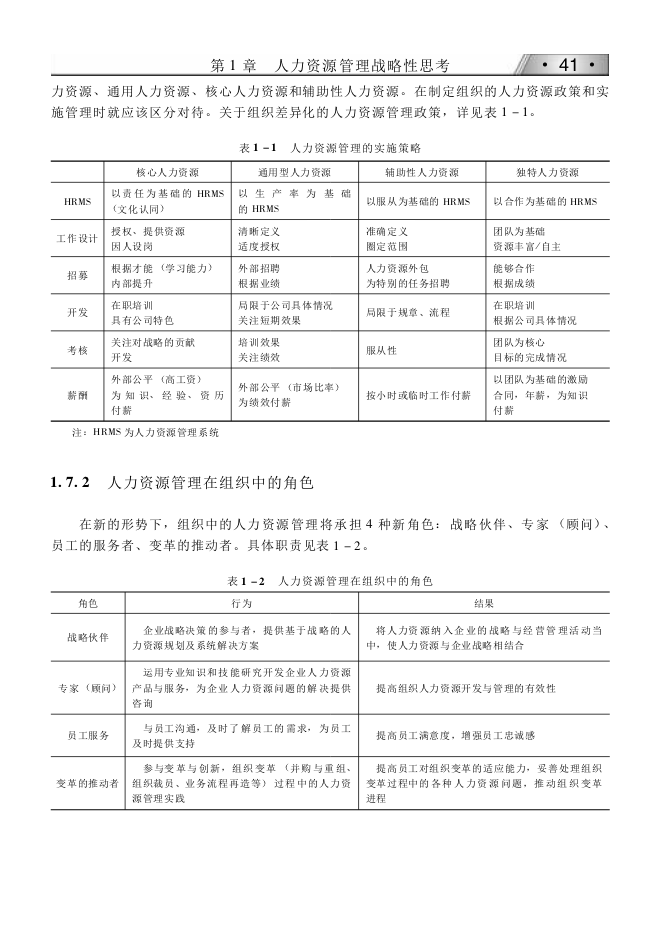 第1章 人力资源管理战略性思考 · 41 ·
力资源、通用人力资源、核心人力资源和辅助性人力资源。在制定组织的人力资源政策和实
施管理时就应该区分对待。关于组织差异化的人力资源管理政策，详见表1-1。
表1-1 人力资源管理的实施策略
核心人力资源 通用型人力资源 辅助性人力资源 独特人力资源
HRMS
以责任为基础的HRMS
（文化认同）
以生产率为基础
的HRMS
以服从为基础的HRMS
以合作为基础的HRMS
工作设计
授权、提供资源
因人设岗
清晰定义
适度授权
准确定义
圈定范围
团队为基础
资源丰富/自主
招募
根据才能（学习能力）
内部提升
外部招聘
根据业绩
人力资源外包
为特别的任务招聘
能够合作
根据成绩
开发
在职培训
具有公司特色
局限于公司具体情况
关注短期效果
局限于规章、流程
在职培训
根据公司具体情况
考核
关注对战略的贡献
开发
培训效果
关注绩效
服从性
团队为核心
目标的完成情况
薪酬
外部公平（高工资）
为知识、经验、资历
付薪
外部公平（市场比率）
为绩效付薪
按小时或临时工作付薪
以团队为基础的激励
合同，年薪，为知识
付薪
注：HRMS为人力资源管理系统
1.7.2 人力资源管理在组织中的角色
在新的形势下，组织中的人力资源管理将承担4种新角色：战略伙伴、专家（顾问）、
员工的服务者、变革的推动者。具体职责见表1-2。
表1-2 人力资源管理在组织中的角色
角色 行为 结果
战略伙伴
企业战略决策的参与者，提供基于战略的人
力资源规划及系统解决方案
将人力资源纳入企业的战略与经营管理活动当
中，使人力资源与企业战略相结合
专家（顾问）
运用专业知识和技能研究开发企业人力资源
产品与服务，为企业人力资源问题的解决提供
咨询
提高组织人力资源开发与管理的有效性
员工服务
与员工沟通，及时了解员工的需求，为员工
及时提供支持
提高员工满意度，增强员工忠诚感
变革的推动者
参与变革与创新，组织变革（并购与重组、
组织裁员、业务流程再造等）过程中的人力资
源管理实践
提高员工对组织变革的适应能力，妥善处理组织
变革过程中的各种人力资源问题，推动组织变革
进程